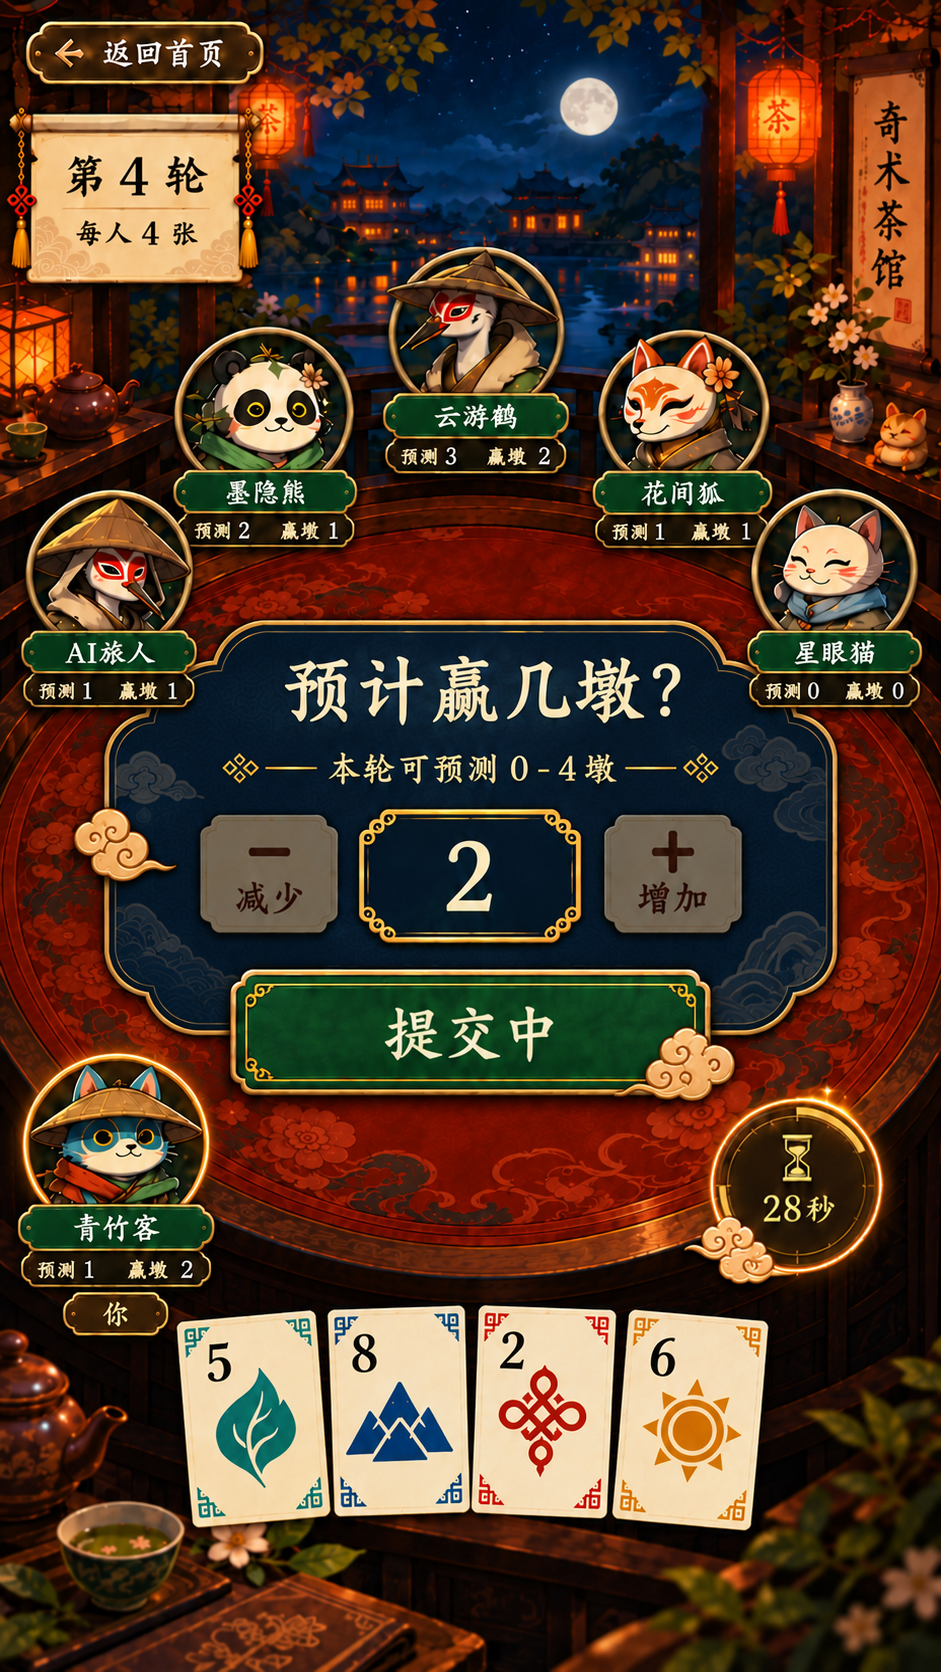 返回首页
第4轮
每人4张
茶
茶
奇术茶馆
云游鹤
预测3 赢墩2
墨隐熊
预测2 赢墩1
花间狐
预测1 赢墩1
AI旅人
预测1 赢墩1
星眼猫
预测0 赢墩0
预计赢几墩?
本轮可预测 0-4墩
− 减少
2
+ 增加
提交中
28秒
青竹客
预测1 赢墩2
你
5
8
2
6